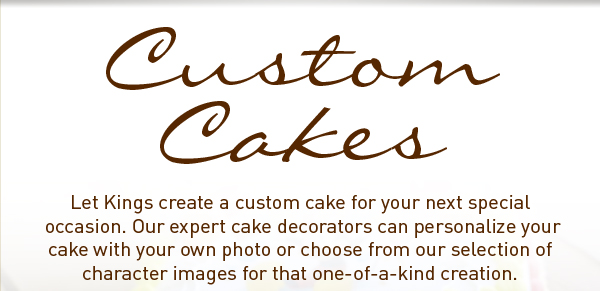 Custom
Cakes
Let Kings create a custom cake for your next special
occasion. Our expert cake decorators can personalize your
cake with your own photo or choose from our selection of
character images for that one-of-a-kind creation.